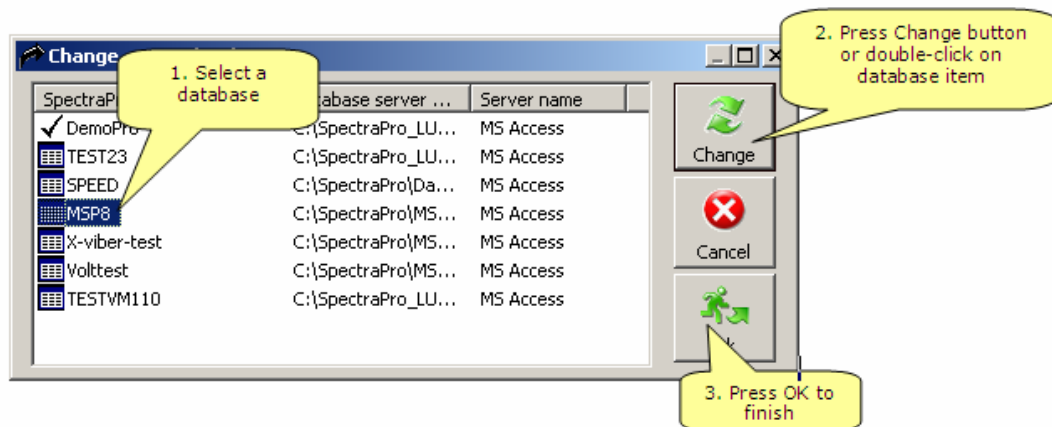 Change
1. Select a
database
2. Press Change button
or double-click on
database item
SpectraP
tabase server ... Server name
DemoPro C:\SpectraPro_LU... MS Access
TEST23 C:\SpectraPro_LU... MS Access
SPEED C:\SpectraPro\Da... MS Access
MSP8 C:\SpectraPro\MS... MS Access
X-viber-test C:\SpectraPro\MS... MS Access
Volttest C:\SpectraPro\MS... MS Access
TESTVM110 C:\SpectraPro_LU... MS Access
Change
Cancel
3. Press OK to
finish